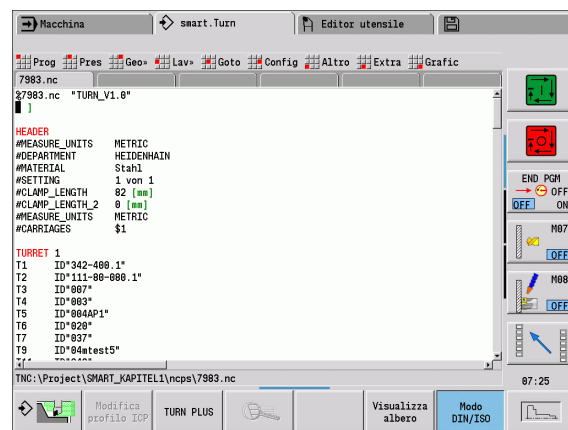 Macchina
smart.Turn
Editor utensile
Prog Pres Geo» Lav» Goto Config Altro Extra Grafic
7983.nc
%7983.nc "TURN_V1.0"
[ ]
HEADER
#MEASURE_UNITS METRIC
#DEPARTMENT HEIDENHAIN
#MATERIAL Stahl
#SETTING 1 von 1
#CLAMP_LENGTH 82 [mm]
#CLAMP_LENGTH_2 0 [mm]
#MEASURE_UNITS METRIC
#CARRIAGES $1
TURRET 1
T1 ID"342-400.1"
T2 ID"111-80-080.1"
T3 ID"007"
T4 ID"003"
T5 ID"004AP1"
T6 ID"020"
T7 ID"037"
T9 ID"04mtest5"
TNC:\Project\SMART_KAPITEL1\ncps\7983.nc
END PGM
OFF
OFF ON
M07
OFF
M08
OFF
07:25
Modifica
profilo ICP
TURN PLUS
Visualizza
albero
Modo
DIN/ISO